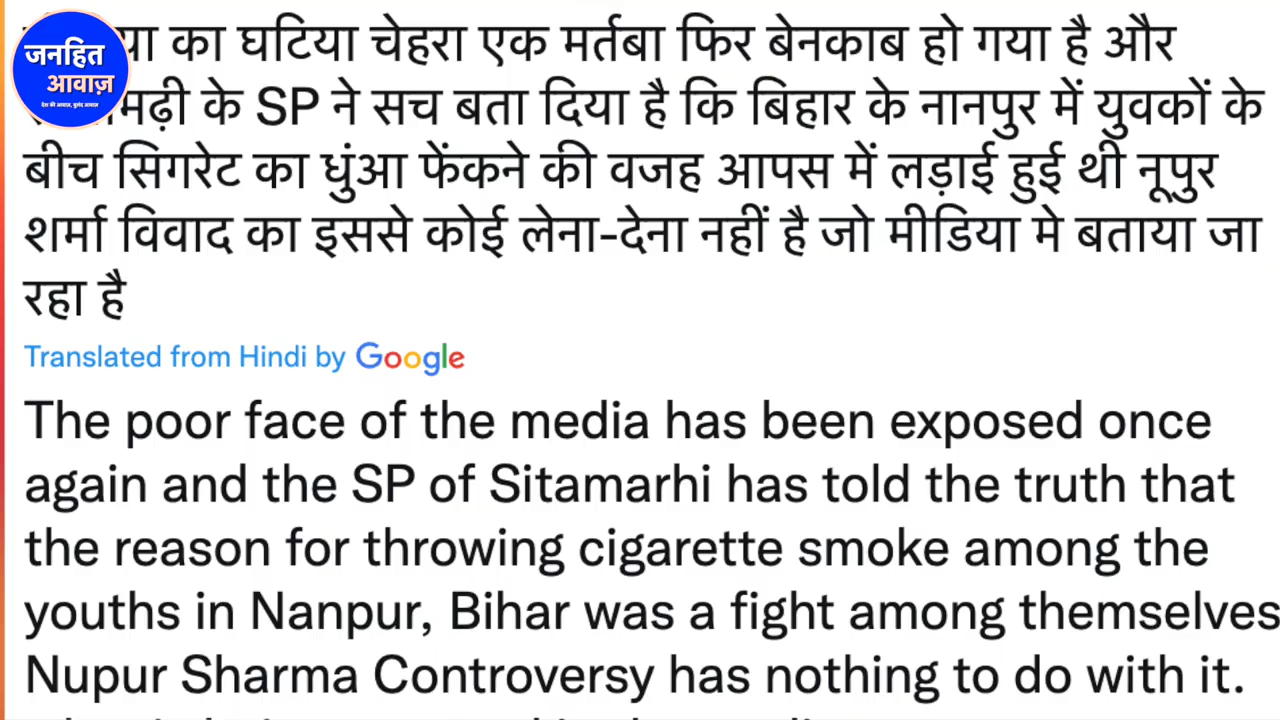 जनहित
आवाज़
देश की आवाज़, बुलंद आवाज़
का घटिया चेहरा एक मर्तबा फिर बेनकाब हो गया है और
के SP ने सच बता दिया है कि बिहार के नानपुर में युवकों के
बीच सिगरेट का धुंआ फेंकने की वजह आपस में लड़ाई हुई थी नूपुर
शर्मा विवाद का इससे कोई लेना-देना नहीं है जो मीडिया मे बताया जा
रहा है
Translated from Hindi by Google
The poor face of the media has been exposed once
again and the SP of Sitamarhi has told the truth that
the reason for throwing cigarette smoke among the
youths in Nanpur, Bihar was a fight among themselves
Nupur Sharma Controversy has nothing to do with it.